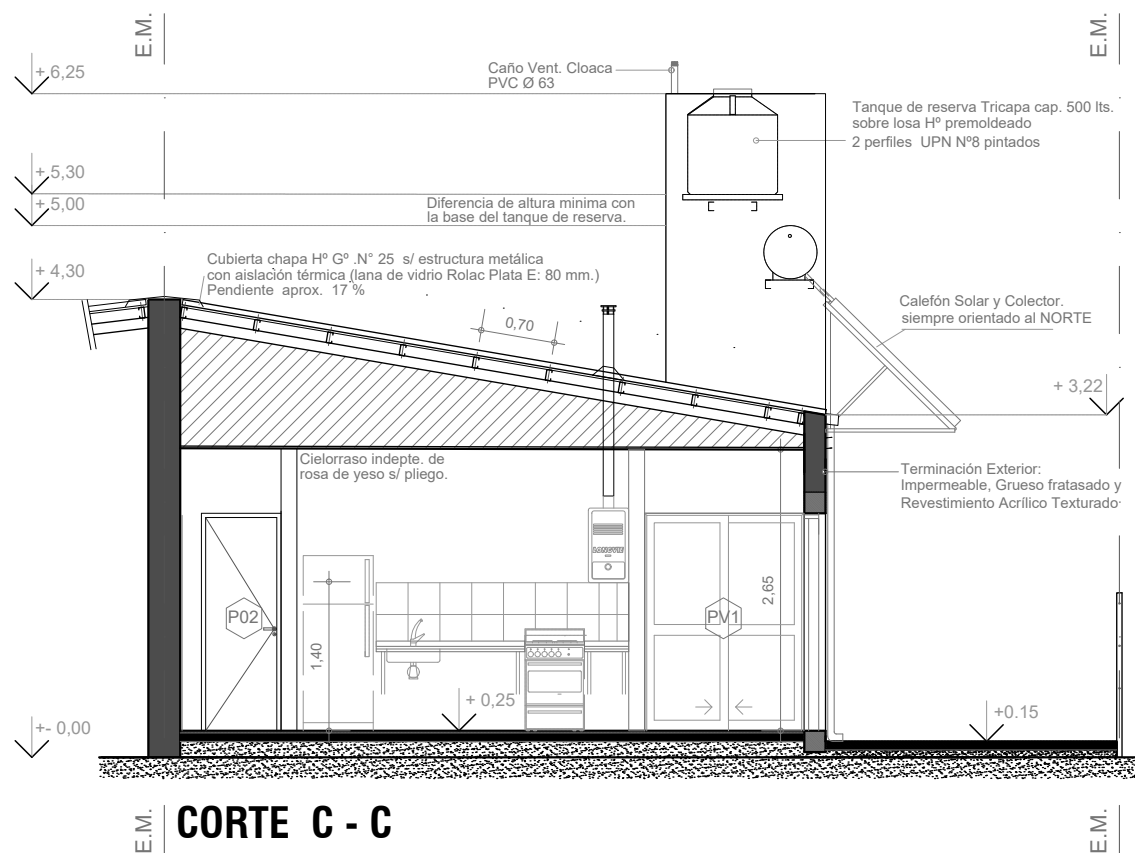 E.M.
E.M.
+ 6,25
Caño Vent. Cloaca
PVC Ø 63
Tanque de reserva Tricapa cap. 500 lts.
sobre losa Hº premoldeado
2 perfiles UPN Nº8 pintados
+ 5,30
+ 5,00
Diferencia de altura minima con
la base del tanque de reserva.
+ 4,30
Cubierta chapa Hº Gº .N° 25 s/ estructura metálica
con aislación térmica (lana de vidrio Rolac Plata E: 80 mm.)
Pendiente aprox. 17 %
0,70
Calefón Solar y Colector.
siempre orientado al NORTE
+ 3,22
Cielorraso indepte. de
rosa de yeso s/ pliego.
Terminación Exterior:
Impermeable, Grueso fratasado y
Revestimiento Acrílico Texturado
LONGVIE
2,65
P02
PV1
1,40
+ 0,25
+0.15
+- 0,00
E.M.
CORTE C - C
E.M.